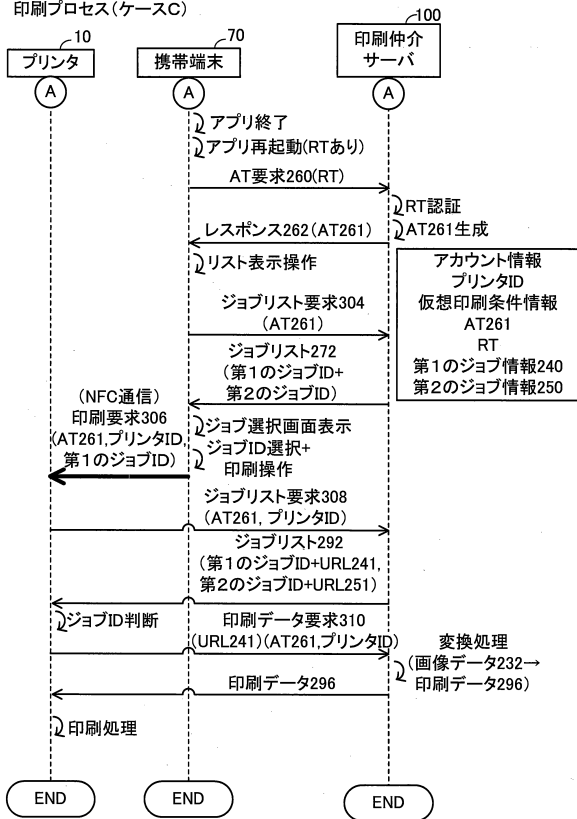 印刷プロセス(ケースC)
10
プリンタ
70
携帯端末
100
印刷仲介
サーバ
A
A
A
アプリ終了
アプリ再起動(RTあり)
AT要求260(RT)
RT認証
AT261生成
レスポンス262(AT261)
リスト表示操作
アカウント情報
プリンタID
仮想印刷条件情報
AT261
RT
第1のジョブ情報240
第2のジョブ情報250
ジョブリスト要求304
(AT261)
ジョブリスト272
(第1のジョブID+
第2のジョブID)
(NFC通信)
印刷要求306
(AT261,プリンタID,
第1のジョブID)
ジョブ選択画面表示
ジョブID選択+
印刷操作
ジョブリスト要求308
(AT261, プリンタID)
ジョブリスト292
(第1のジョブID+URL241,
第2のジョブID+URL251)
ジョブID判断
印刷データ要求310
(URL241)(AT261,プリンタID)
変換処理
(画像データ232→
印刷データ296)
印刷データ296
印刷処理
END
END
END